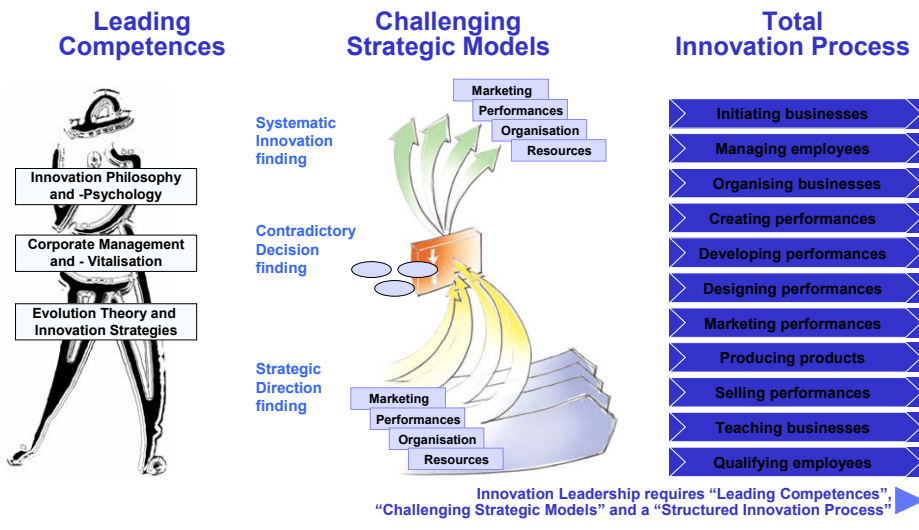 Leading
Competences
Challenging
Strategic Models
Total
Innovation Process
Innovation Philosophy
and -Psychology
Corporate Management
and - Vitalisation
Evolution Theory and
Innovation Strategies
Systematic
Innovation
finding
Contradictory
Decision
finding
Strategic
Direction
finding
Marketing
Performances
Organisation
Resources
Marketing
Performances
Organisation
Resources
Initiating businesses
Managing employees
Organising businesses
Creating performances
Developing performances
Designing performances
Marketing performances
Producing products
Selling performances
Teaching businesses
Qualifying employees
Innovation Leadership requires “Leading Competences”,
“Challenging Strategic Models” and a “Structured Innovation Process”